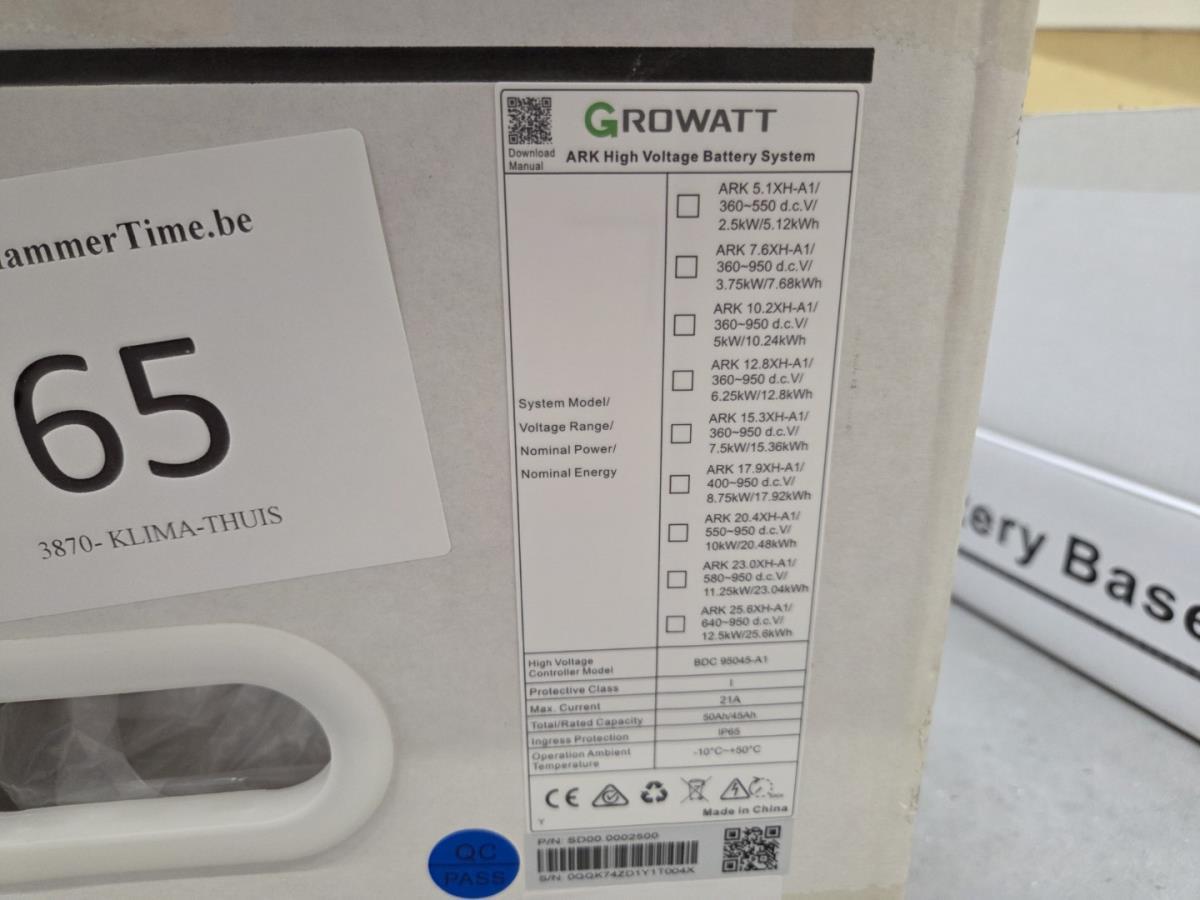 ammerTime.be
65
3870- KLIMA-THUIS
GROWATT
Download
Manual
ARK High Voltage Battery System
System Model/
Voltage Range/
Nominal Power/
Nominal Energy
ARK 5.1XH-A1/
360~550 d.c.V/
2.5kW/5.12kWh
ARK 7.6XH-A1/
360~950 d.c.V/
3.75kW/7.68kWh
ARK 10.2XH-A1/
360~950 d.c.V/
5kW/10.24kWh
ARK 12.8XH-A1/
360~950 d.c.V/
6.25kW/12.8kWh
ARK 15.3XH-A1/
360~950 d.c.V/
7.5kW/15.36kWh
ARK 17.9XH-A1/
400~950 d.c.V/
8.75kW/17.92kWh
ARK 20.4XH-A1/
550~950 d.c.V/
10kW/20.48kWh
ARK 23.0XH-A1/
580~950 d.c.V/
11.25kW/23.04kWh
ARK 25.6XH-A1/
640~950 d.c.V/
12.5kW/25.6kWh
High Voltage
Controller Model
BDC 95045-A1
Protective Class
I
Max. Current
21A
Total/Rated Capacity
50Ah/45Ah
Ingress Protection
IP65
Operation Ambient
Temperature
-10°C~+50°C
CE
Made in China
Y
P/N: SD00.0002500
S/N: 0QQK74ZD1Y1T004X
QC
PASS
ery Base